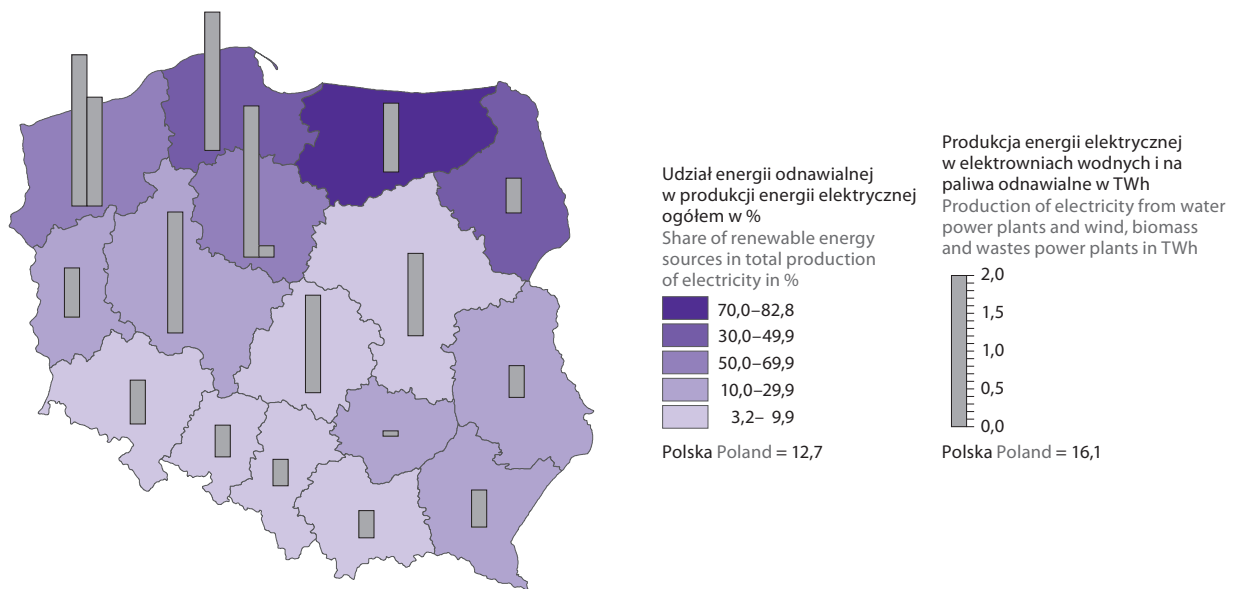 Udział energii odnawialnej
w produkcji energii elektrycznej
ogółem w %
Share of renewable energy
sources in total production
of electricity in %
70,0–82,8
30,0–49,9
50,0–69,9
10,0–29,9
3,2– 9,9
Polska Poland = 12,7
Produkcja energii elektrycznej
w elektrowniach wodnych i na
paliwa odnawialne w TWh
Production of electricity from water
power plants and wind, biomass
and wastes power plants in TWh
2,0
1,5
1,0
0,5
0,0
Polska Poland = 16,1